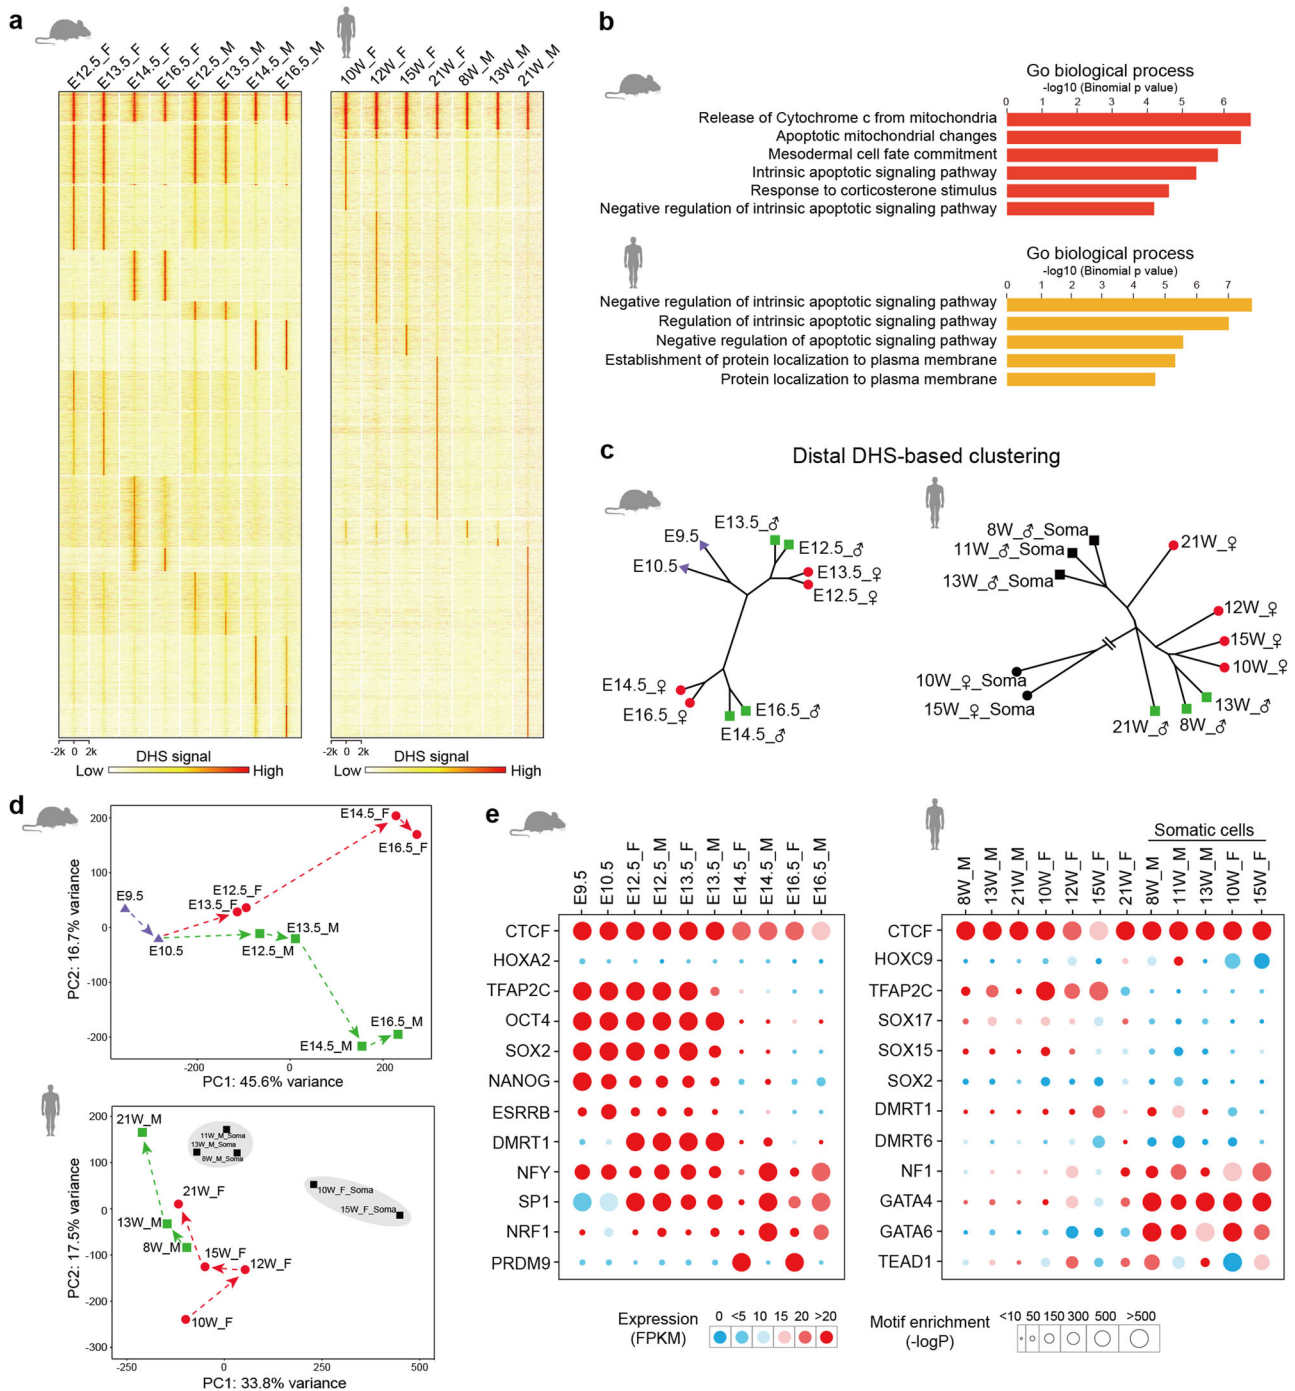 a
E12.5_F
E13.5_F
E14.5_F
E16.5_F
E12.5_M
E13.5_M
E14.5_M
E16.5_M
10W_F
12W_F
15W_F
21W_F
8W_M
13W_M
21W_M
-2k 0 2k
DHS signal
Low High
-2k 0 2k
DHS signal
Low High
b
Go biological process
-log10 (Binomial p value)
0 1 2 3 4 5 6
Release of Cytochrome c from mitochondria
Apoptotic mitochondrial changes
Mesodermal cell fate commitment
Intrinsic apoptotic signaling pathway
Response to corticosterone stimulus
Negative regulation of intrinsic apoptotic signaling pathway
Go biological process
-log10 (Binomial p value)
0 1 2 3 4 5 6 7
Negative regulation of intrinsic apoptotic signaling pathway
Regulation of intrinsic apoptotic signaling pathway
Negative regulation of apoptotic signaling pathway
Establishment of protein localization to plasma membrane
Protein localization to plasma membrane
c
Distal DHS-based clustering
E9.5
E10.5
E13.5_♂
E12.5_♂
E13.5_♀
E12.5_♀
E14.5_♀
E16.5_♀
E16.5_♂
E14.5_♂
8W_♂_Soma
11W_♂_Soma
13W_♂_Soma
21W_♀
12W_♀
15W_♀
10W_♀
13W_♂
8W_♂
21W_♂
10W_♀_Soma
15W_♀_Soma
d
PC2: 16.7% variance
200
100
0
-100
-200
E14.5_F
E16.5_F
E9.5
E12.5_F
E13.5_F
E10.5
E13.5_M
E12.5_M
E16.5_M
E14.5_M
-200 0 200
PC1: 45.6% variance
PC2: 17.5% variance
200
100
0
-100
-200
-300
21W_M
11W_M_Soma
13W_M_Soma
8W_M_Soma
10W_F_Soma
15W_F_Soma
21W_F
13W_M
8W_M
15W_F
12W_F
10W_F
-250 0 250 500
PC1: 33.8% variance
e
E9.5
E10.5
E12.5_F
E12.5_M
E13.5_F
E13.5_M
E14.5_F
E14.5_M
E16.5_F
E16.5_M
CTCF
HOXA2
TFAP2C
OCT4
SOX2
NANOG
ESRRB
DMRT1
NFY
SP1
NRF1
PRDM9
Somatic cells
8W_M
13W_M
21W_M
10W_F
12W_F
15W_F
21W_F
8W_M
11W_M
13W_M
10W_F
15W_F
CTCF
HOXC9
TFAP2C
SOX17
SOX15
SOX2
DMRT1
DMRT6
NF1
GATA4
GATA6
TEAD1
Expression
(FPKM)
0 <5 10 15 20 >20
Motif enrichment
(-logP)
<10 50 150 300 500 >500